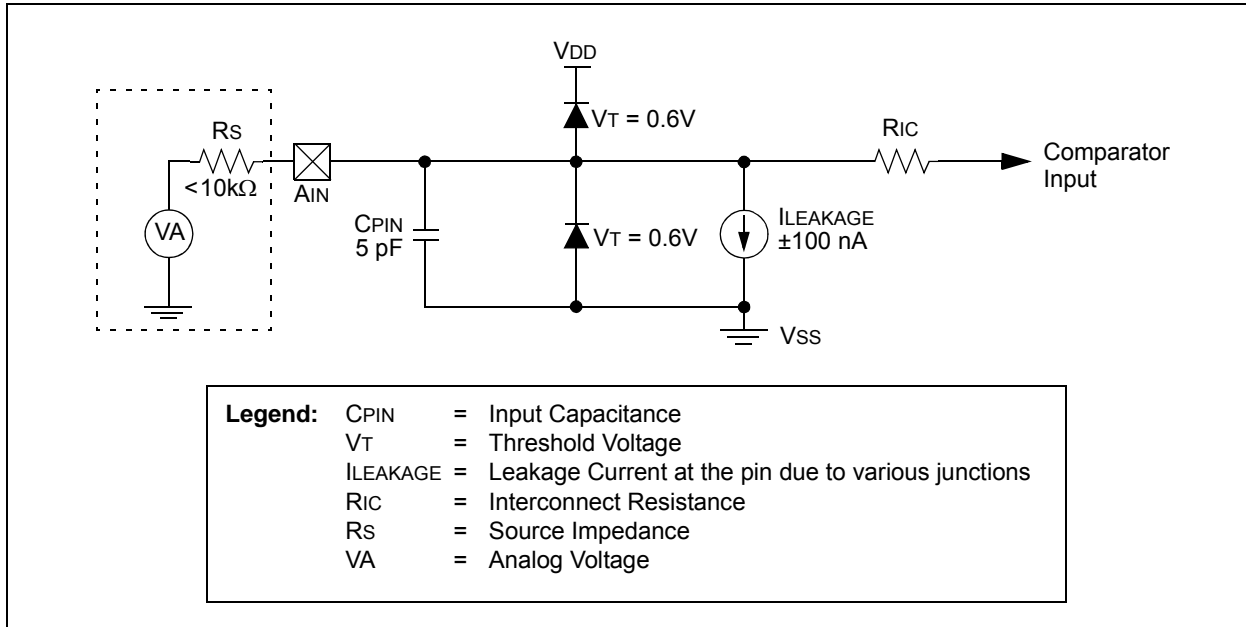 VDD
VT = 0.6V
RS
<10kΩ
AIN
VA
CPIN
5 pF
VT = 0.6V
ILEAKAGE
±100 nA
VSS
RIC
Comparator
Input
Legend: CPIN = Input Capacitance
VT = Threshold Voltage
ILEAKAGE = Leakage Current at the pin due to various junctions
RIC = Interconnect Resistance
RS = Source Impedance
VA = Analog Voltage